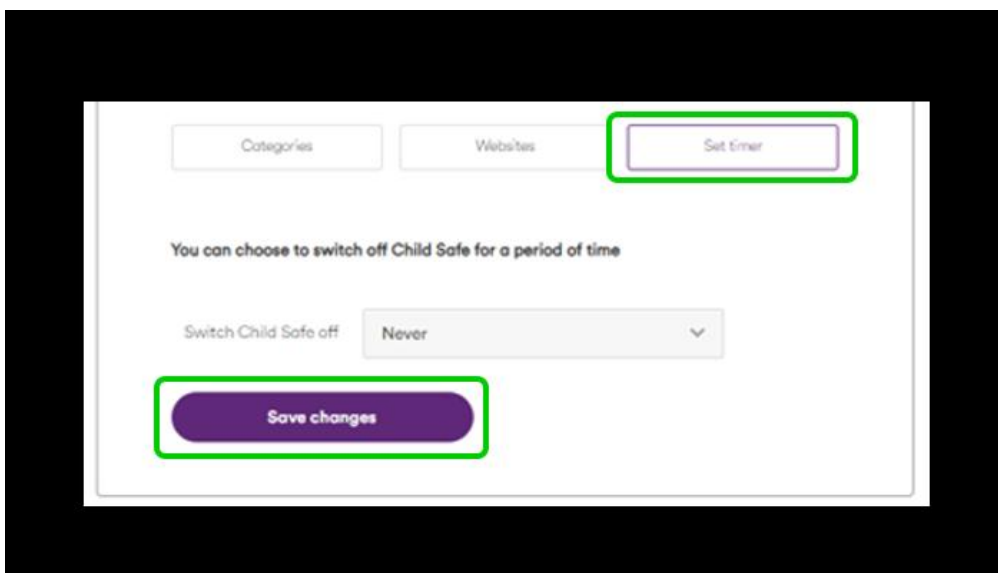 Categories
Websites
Set timer
You can choose to switch off Child Safe for a period of time
Switch Child Safe off
Never
Save changes